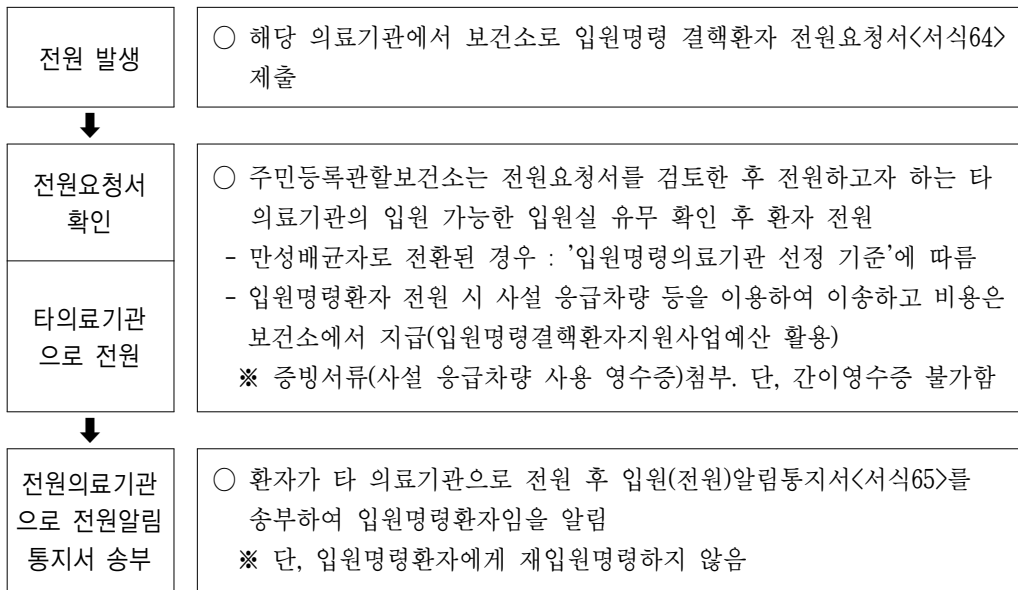 전원 발생
○ 해당 의료기관에서 보건소로 입원명령 결핵환자 전원요청서<서식64>
제출
전원요청서
확인
타의료기관
으로 전원
○ 주민등록관할보건소는 전원요청서를 검토한 후 전원하고자 하는 타
의료기관의 입원 가능한 입원실 유무 확인 후 환자 전원
- 만성배균자로 전환된 경우 : '입원명령의료기관 선정 기준'에 따름
- 입원명령환자 전원 시 사설 응급차량 등을 이용하여 이송하고 비용은
보건소에서 지급(입원명령결핵환자지원사업예산 활용)
※ 증빙서류(사설 응급차량 사용 영수증)첨부. 단, 간이영수증 불가함
전원의료기관
으로 전원알림
통지서 송부
○ 환자가 타 의료기관으로 전원 후 입원(전원)알림통지서<서식65>를
송부하여 입원명령환자임을 알림
※ 단, 입원명령환자에게 재입원명령하지 않음